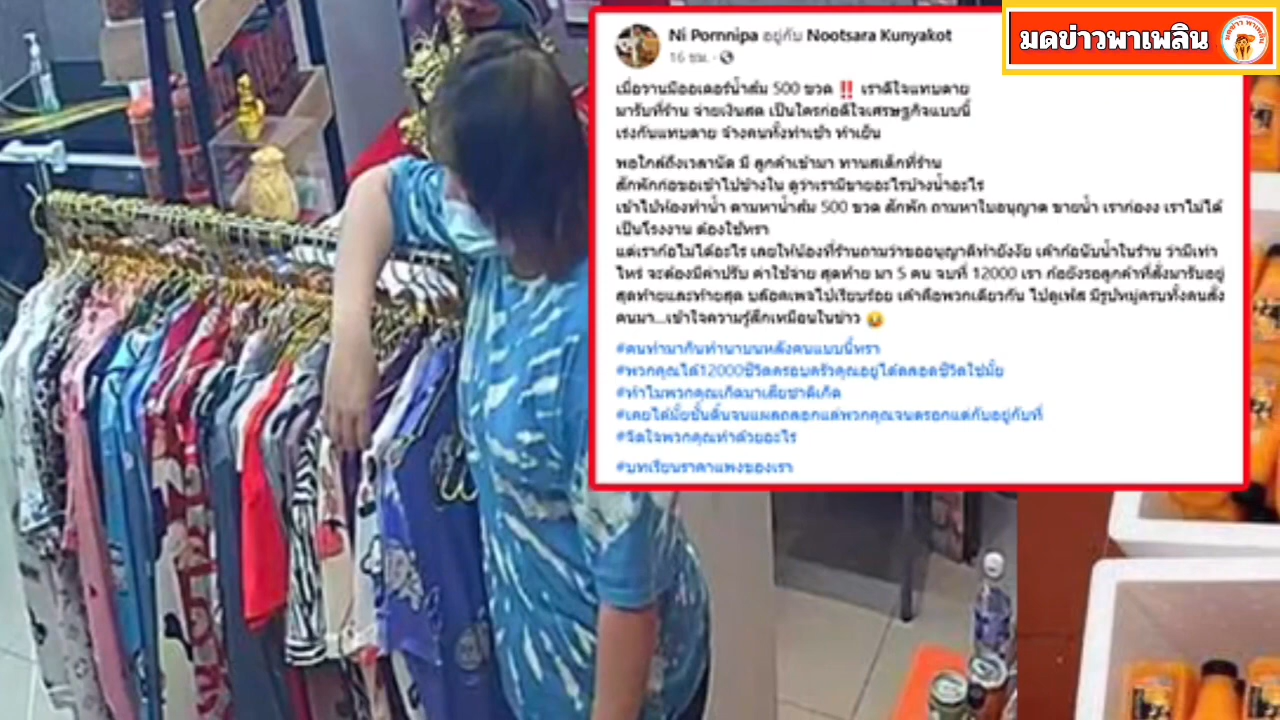 มดข่าวพาเพลิน
Ni Pornnipa อยู่กับ Nootsara Kunyakot
16 ชม.
เมื่อวานมีออเดอร์น้ำส้ม 500 ขวด ‼️ เราดีใจแทบตาย
มารับที่ร้าน จ่ายเงินสด เป็นใครก่อดีใจเศรษฐกิจแบบนี้
เร่งกันแทบตาย จ้างคนทั้งทำเช้า ทำเย็น
พอใกล้ถึงเวลานัด มี ลูกค้าเข้ามา ทานสเต็กที่ร้าน
สักพักก่อขอเข้าไปข้างใน ดูว่าเรามีขายอะไรบ้างน้ำอะไร
เข้าไปห้องทำน้ำ ตามหาน้ำส้ม 500 ขวด สักพัก ถามหาใบอนุญาต ขายน้ำ เราก่องง เราไม่ได้
เป็นโรงงาน ต้องใช้หรา
แต่เราก่อไม่ได้อะไร เลยให้น้องที่ร้านถามว่าขออนุญาติทำยังงัย เค้าก่อนับน้ำในร้าน ว่ามีเท่า
ไหร่ จะต้องมีค่าปรับ ค่าใช้จ่าย สุดท้าย มา 5 คน จบที่ 12000 เรา ก่อยังรอลูกค้าที่สั่งมารับอยู่
สุดท้ายและท้ายสุด บล๊อคเพจไปเรียบร้อย เค้าคือพวกเดียวกัน ไปดูเฟส มีรูปหมู่ครบทั้งคนสั่ง
คนมา...เข้าใจความรู้สึกเหมือนในข่าว 😂
#คนทำมากินทำนาบนหลังคนแบบนี้หรา
#พวกคุณได้12000ชีวิตครอบครัวคุณอยู่ได้ตลอดชีวิตใช่มั้ย
#ทำไมพวกคุณเกิดมาเสียชาติเกิด
#เคยได้มั้ยขั้นต้นจนแผลถลอกแต่พวกคุณจนตรอกแต่กับอยู่กับที่
#วัดใจพวกคุณทำด้วยอะไร
#บทเรียนราคาแพงของเรา